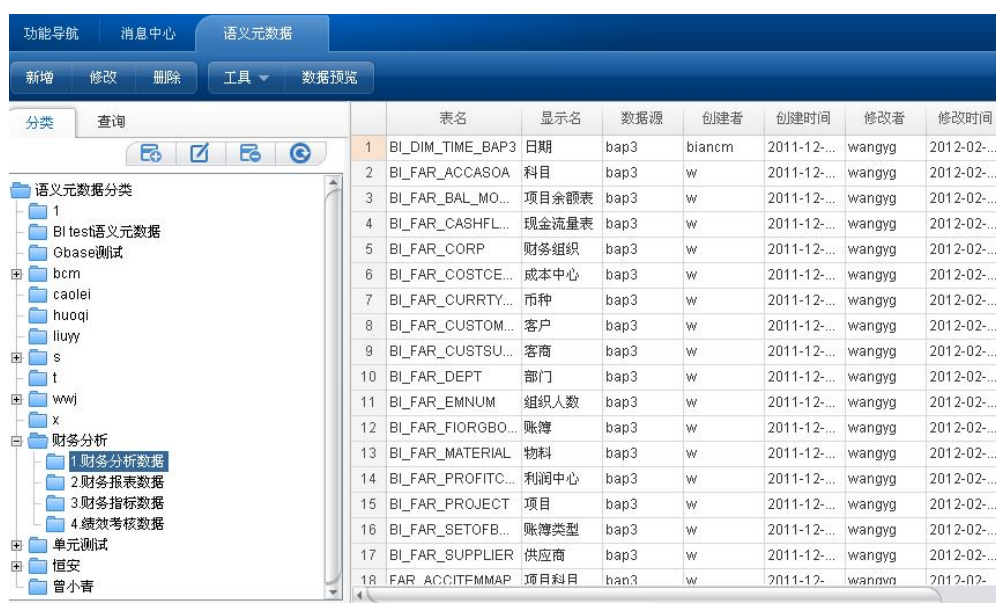 功能导航 消息中心 语义元数据
新增 修改 删除 工具 数据预览
分类 查询
语义元数据分类
1
BI test语义元数据
Gbase测试
bcm
caolei
huoqi
liuyy
s
t
wwj
x
财务分析
1.财务分析数据
2.财务报表数据
3.财务指标数据
4.绩效考核数据
单元测试
恒安
曾小青
表名 显示名 数据源 创建者 创建时间 修改者 修改时间
1 BI_DIM_TIME_BAP3 日期 bap3 biancm 2011-12-... wangyg 2012-02-...
2 BI_FAR_ACCASOA 科目 bap3 w 2011-12-... wangyg 2012-02-...
3 BI_FAR_BAL_MO... 项目余额表 bap3 w 2011-12-... wangyg 2012-02-...
4 BI_FAR_CASHFL... 现金流量表 bap3 w 2011-12-... wangyg 2012-02-...
5 BI_FAR_CORP 财务组织 bap3 w 2011-12-... wangyg 2012-02-...
6 BI_FAR_COSTCE... 成本中心 bap3 w 2011-12-... wangyg 2012-02-...
7 BI_FAR_CURRTY... 币种 bap3 w 2011-12-... wangyg 2012-02-...
8 BI_FAR_CUSTOM... 客户 bap3 w 2011-12-... wangyg 2012-02-...
9 BI_FAR_CUSTSU... 客商 bap3 w 2011-12-... wangyg 2012-02-...
10 BI_FAR_DEPT 部门 bap3 w 2011-12-... wangyg 2012-02-...
11 BI_FAR_EMNUM 组织人数 bap3 w 2011-12-... wangyg 2012-02-...
12 BI_FAR_FIORGBO... 账簿 bap3 w 2011-12-... wangyg 2012-02-...
13 BI_FAR_MATERIAL 物料 bap3 w 2011-12-... wangyg 2012-02-...
14 BI_FAR_PROFITC... 利润中心 bap3 w 2011-12-... wangyg 2012-02-...
15 BI_FAR_PROJECT 项目 bap3 w 2011-12-... wangyg 2012-02-...
16 BI_FAR_SETOFB... 账簿类型 bap3 w 2011-12-... wangyg 2012-02-...
17 BI_FAR_SUPPLIER 供应商 bap3 w 2011-12-... wangyg 2012-02-...
18 FAR_ACCITEMMAP 项目科目 bap3 w 2011-12- wangyg 2012-02-